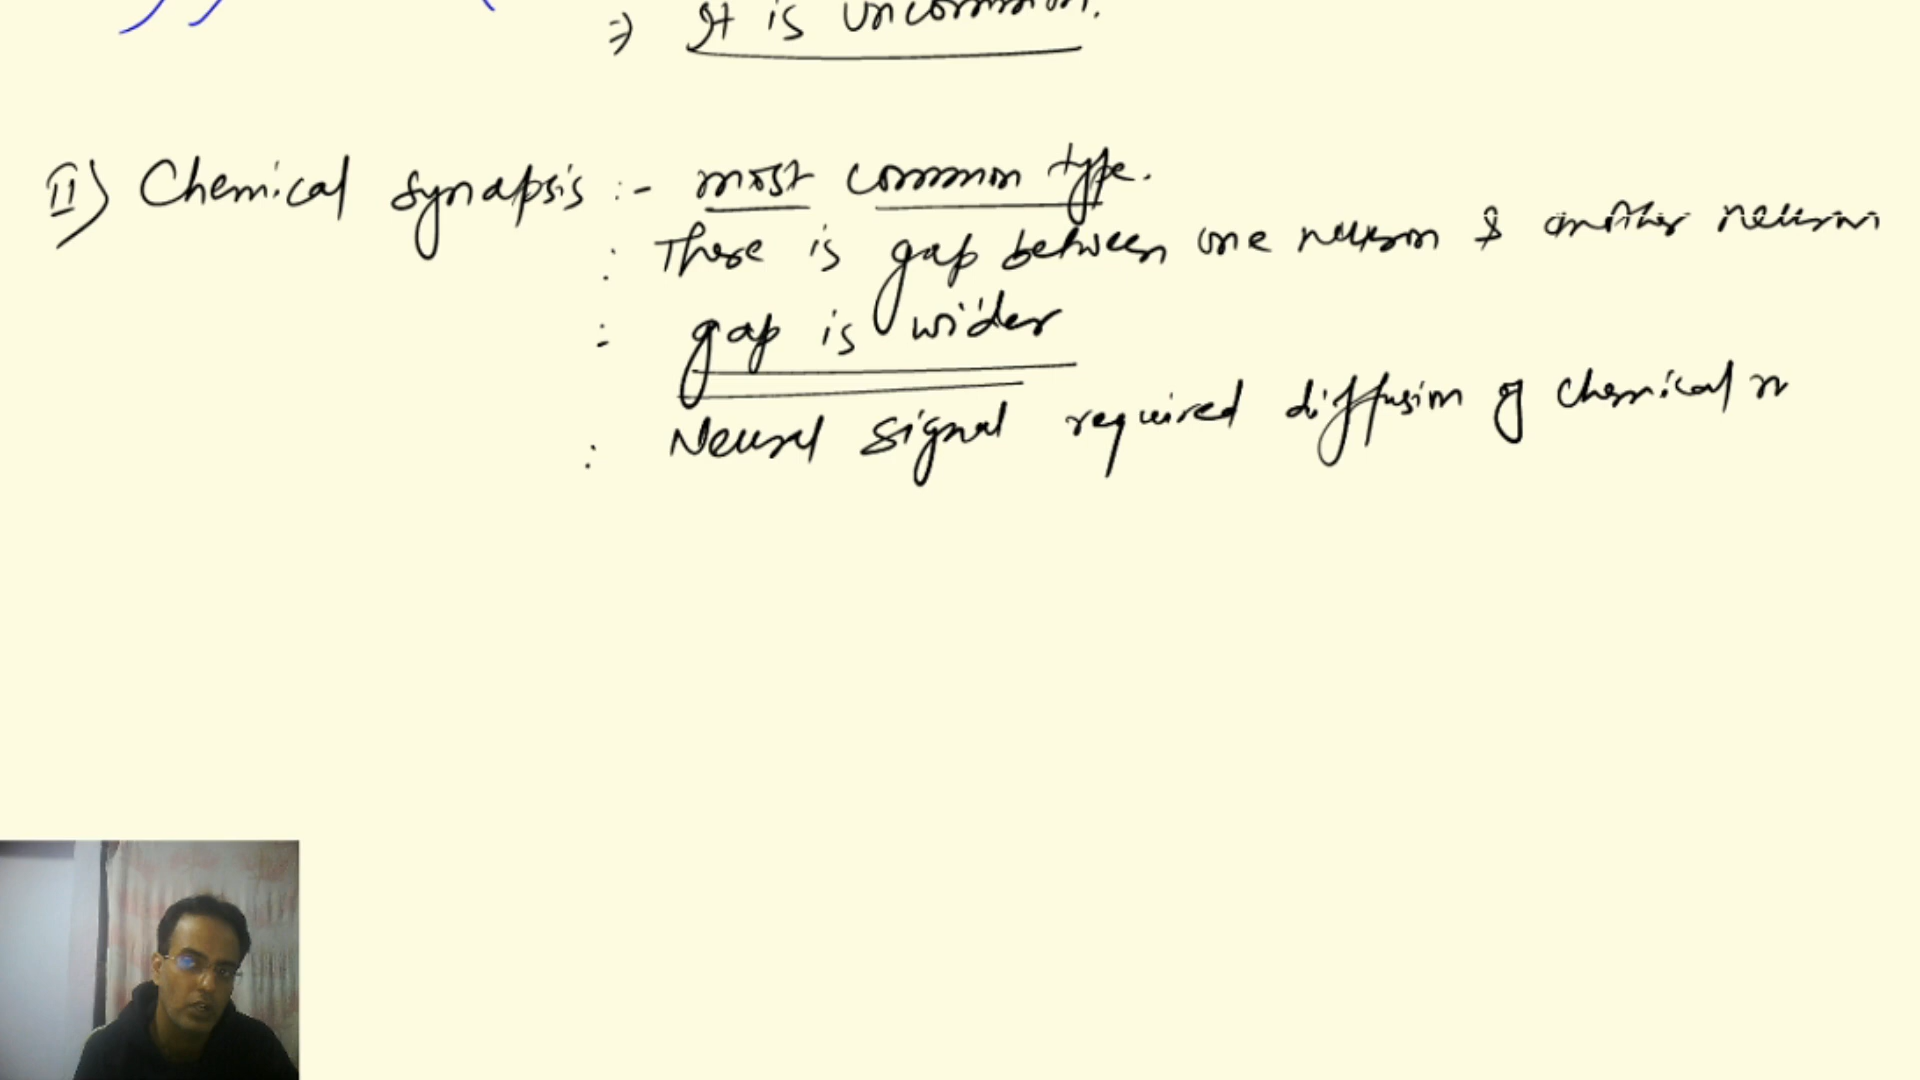 ⇒ It is uncommon.
II) Chemical synapsis :- most common type.
: There is gap between one neuron & another neuron
: gap is wider
: Neural signal required diffusion of chemical n